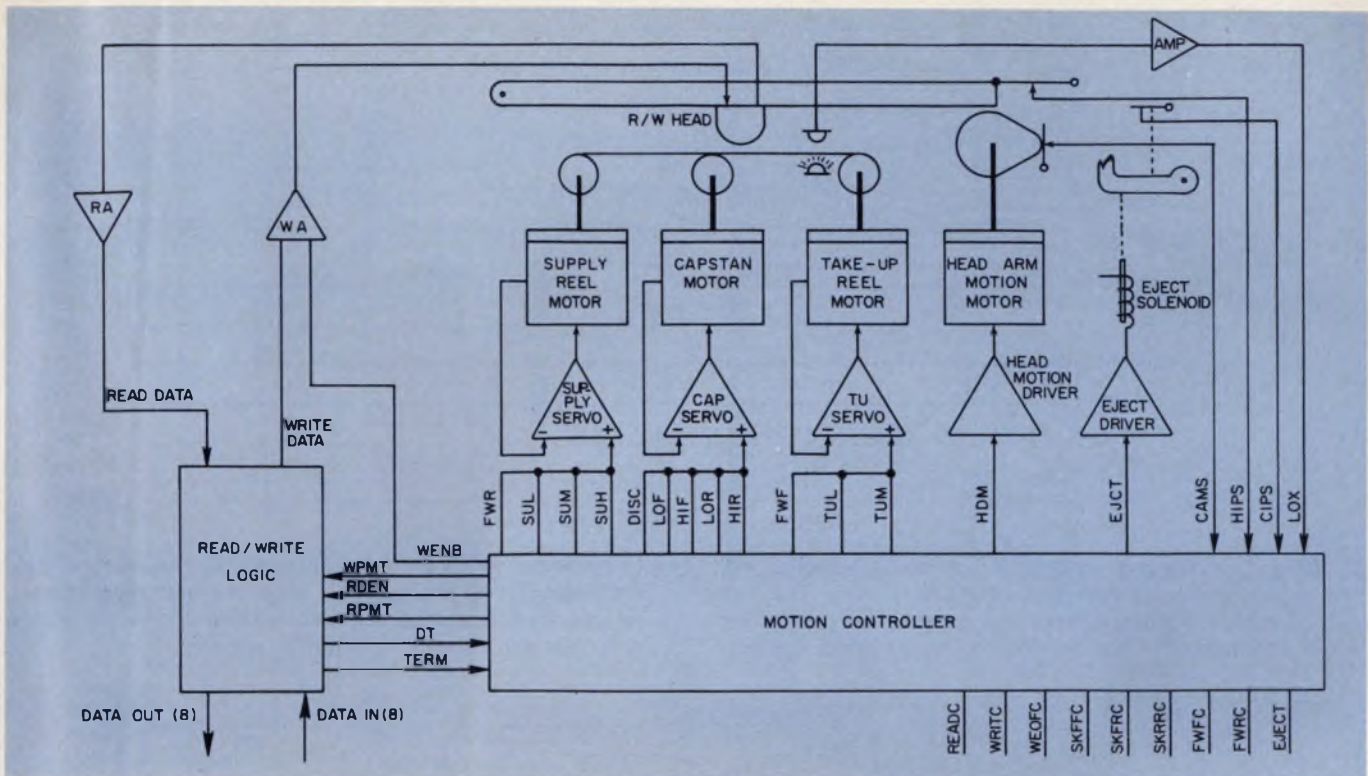 AMP
R/W HEAD
RA
WA
SUPPLY
REEL
MOTOR
CAPSTAN
MOTOR
TAKE-UP
REEL
MOTOR
HEAD ARM
MOTION
MOTOR
EJECT
SOLENOID
HEAD
MOTION
DRIVER
SUP-
PLY
SERVO
- +
CAP
SERVO
- +
TU
SERVO
- +
EJECT
DRIVER
READ DATA
WRITE
DATA
FWR
SUL
SUM
SUH
DISC
LOF
HIF
LOR
HIR
FWF
TUL
TUM
HDM
EJCT
CAMS
HIPS
CIPS
LOX
READ/WRITE
LOGIC
WENB
WPMT
RDEN
RPMT
DT
TERM
MOTION CONTROLLER
DATA OUT (8)
DATA IN (8)
READC
WRITC
WEOFC
SKFFC
SKFRC
SKRRC
FWFC
FWRC
EJECT